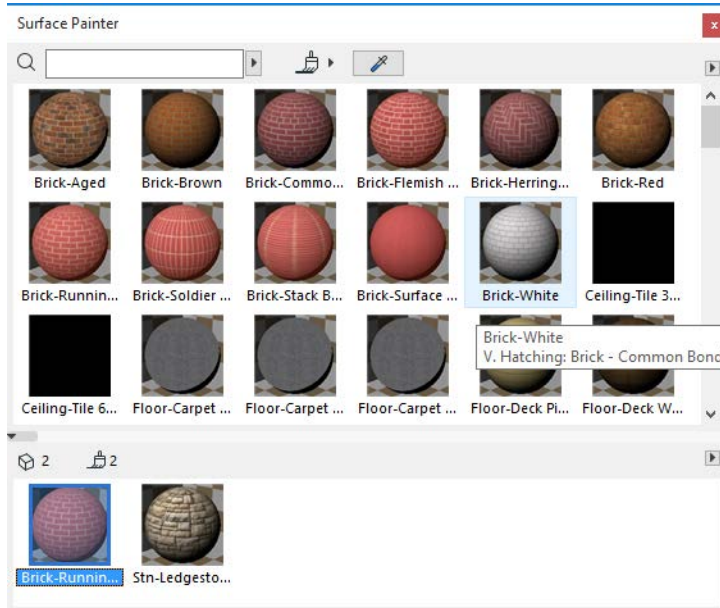 Surface Painter
x
Brick-Aged
Brick-Brown
Brick-Commo...
Brick-Flemish ...
Brick-Herring...
Brick-Red
Brick-Runnin...
Brick-Soldier ...
Brick-Stack B...
Brick-Surface ...
Brick-White
Ceiling-Tile 3...
Brick-White
V. Hatching: Brick - Common Bond
Ceiling-Tile 6...
Floor-Carpet ...
Floor-Carpet ...
Floor-Carpet ...
Floor-Deck Pi...
Floor-Deck W...
2
2
Brick-Runnin...
Stn-Ledgesto...